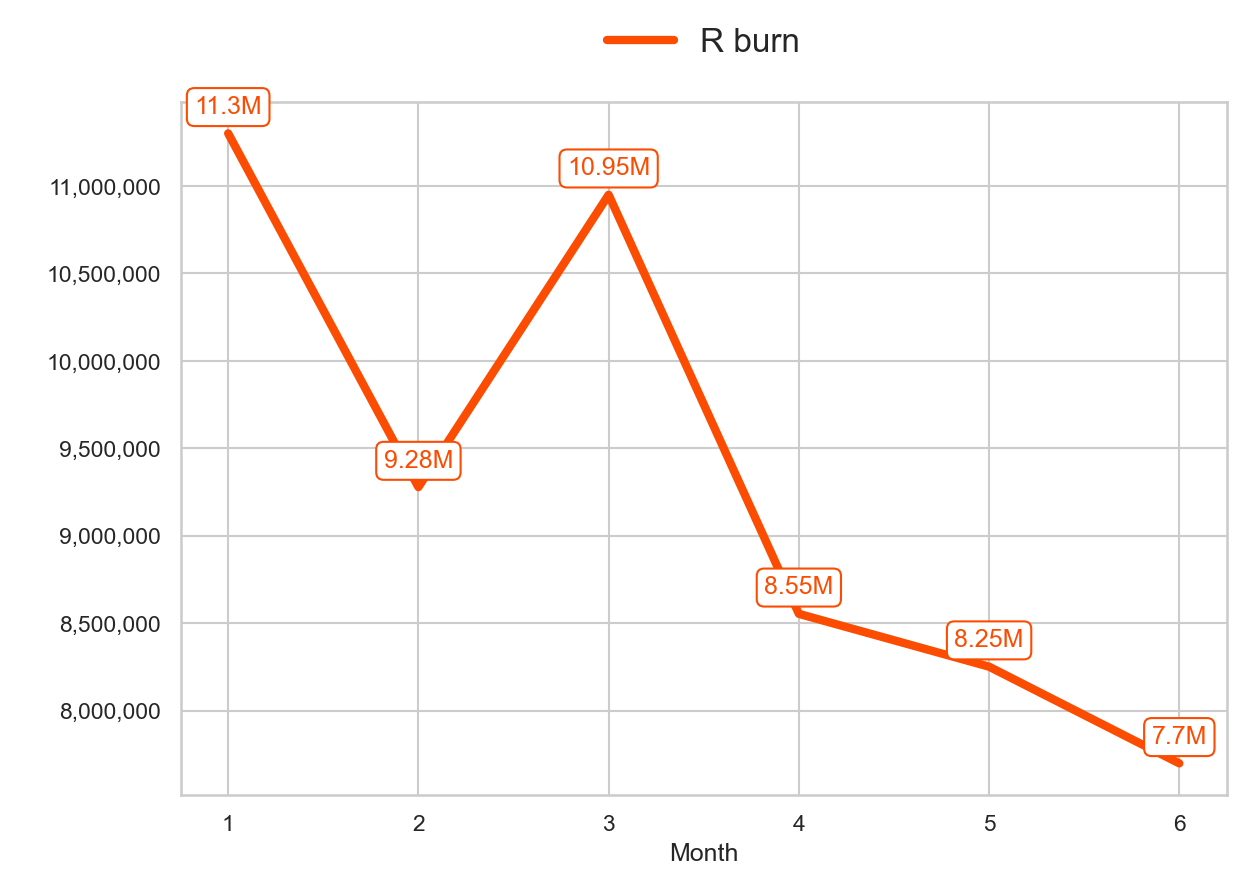 R burn
11.3M
10.95M
9.28M
8.55M
8.25M
7.7M
11,000,000
10,500,000
10,000,000
9,500,000
9,000,000
8,500,000
8,000,000
1 2 3 4 5 6
Month